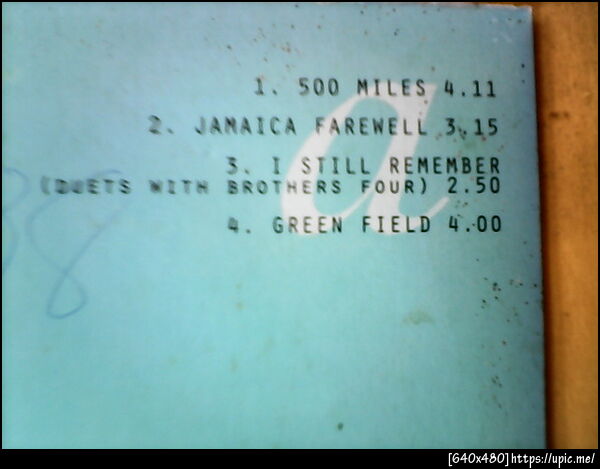 a
1. 500 MILES 4.11
2. JAMAICA FAREWELL 3.15
3. I STILL REMEMBER
(DUETS WITH BROTHERS FOUR) 2.50
4. GREEN FIELD 4.00
38
[640x480]https://upic.me/